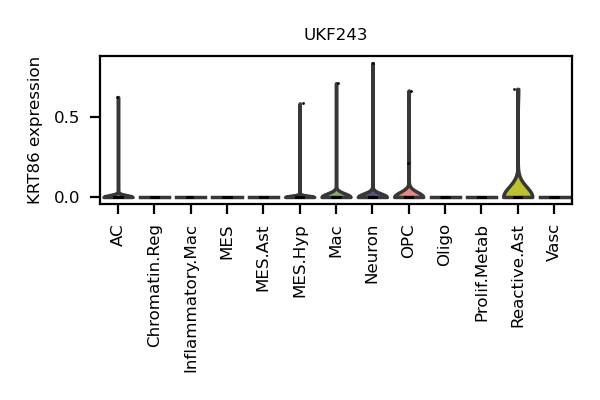 UKF243
KRT86 expression
0.5
0.0
AC
Chromatin.Reg
Inflammatory.Mac
MES
MES.Ast
MES.Hyp
Mac
Neuron
OPC
Oligo
Prolif.Metab
Reactive.Ast
Vasc